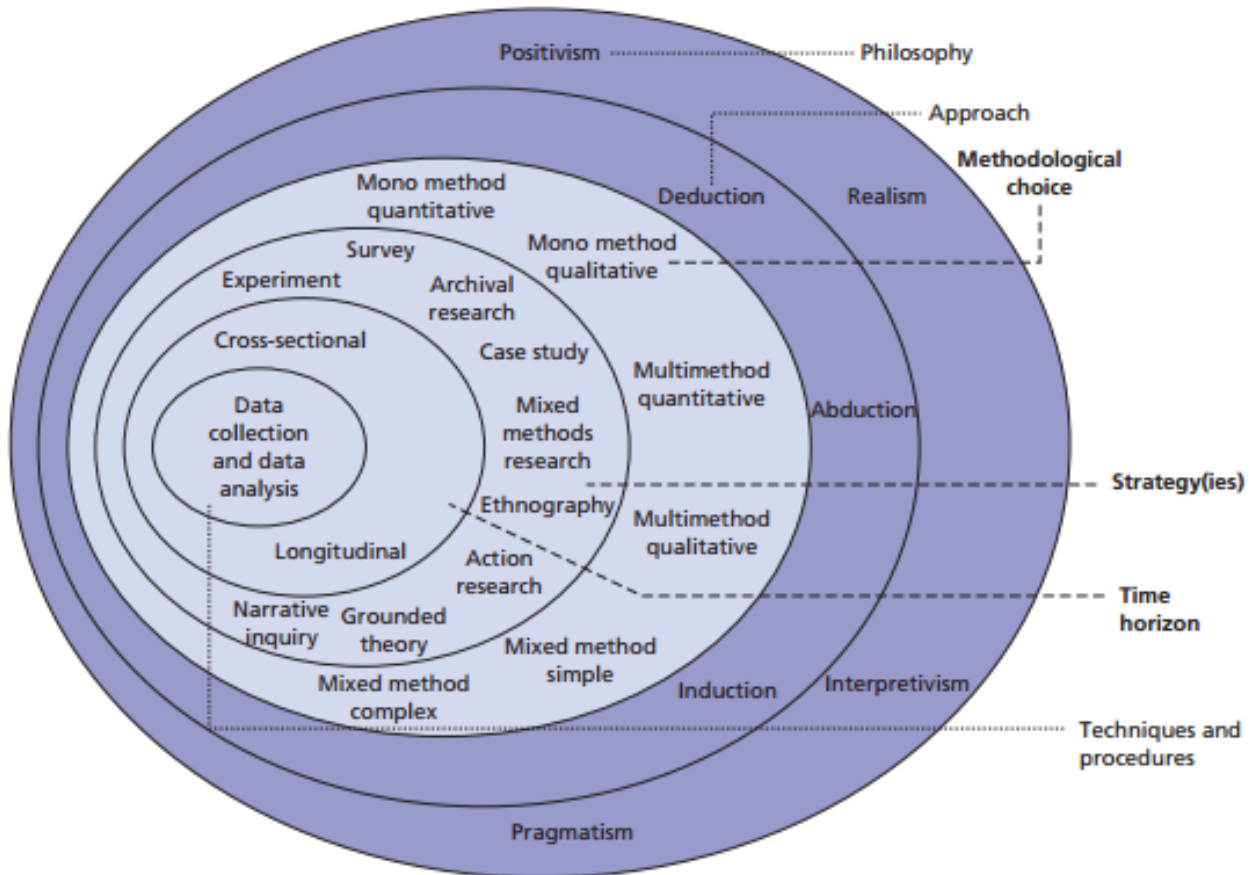 Positivism
Philosophy
Approach
Methodological
choice
Mono method
quantitative
Deduction
Realism
Mono method
qualitative
Survey
Experiment
Archival
research
Cross-sectional
Case study
Multimethod
quantitative
Data
collection
and data
analysis
Mixed
methods
research
Abduction
Strategy(ies)
Ethnography
Multimethod
qualitative
Longitudinal
Action
research
Time
horizon
Narrative
inquiry
Grounded
theory
Mixed method
simple
Mixed method
complex
Induction
Interpretivism
Techniques and
procedures
Pragmatism